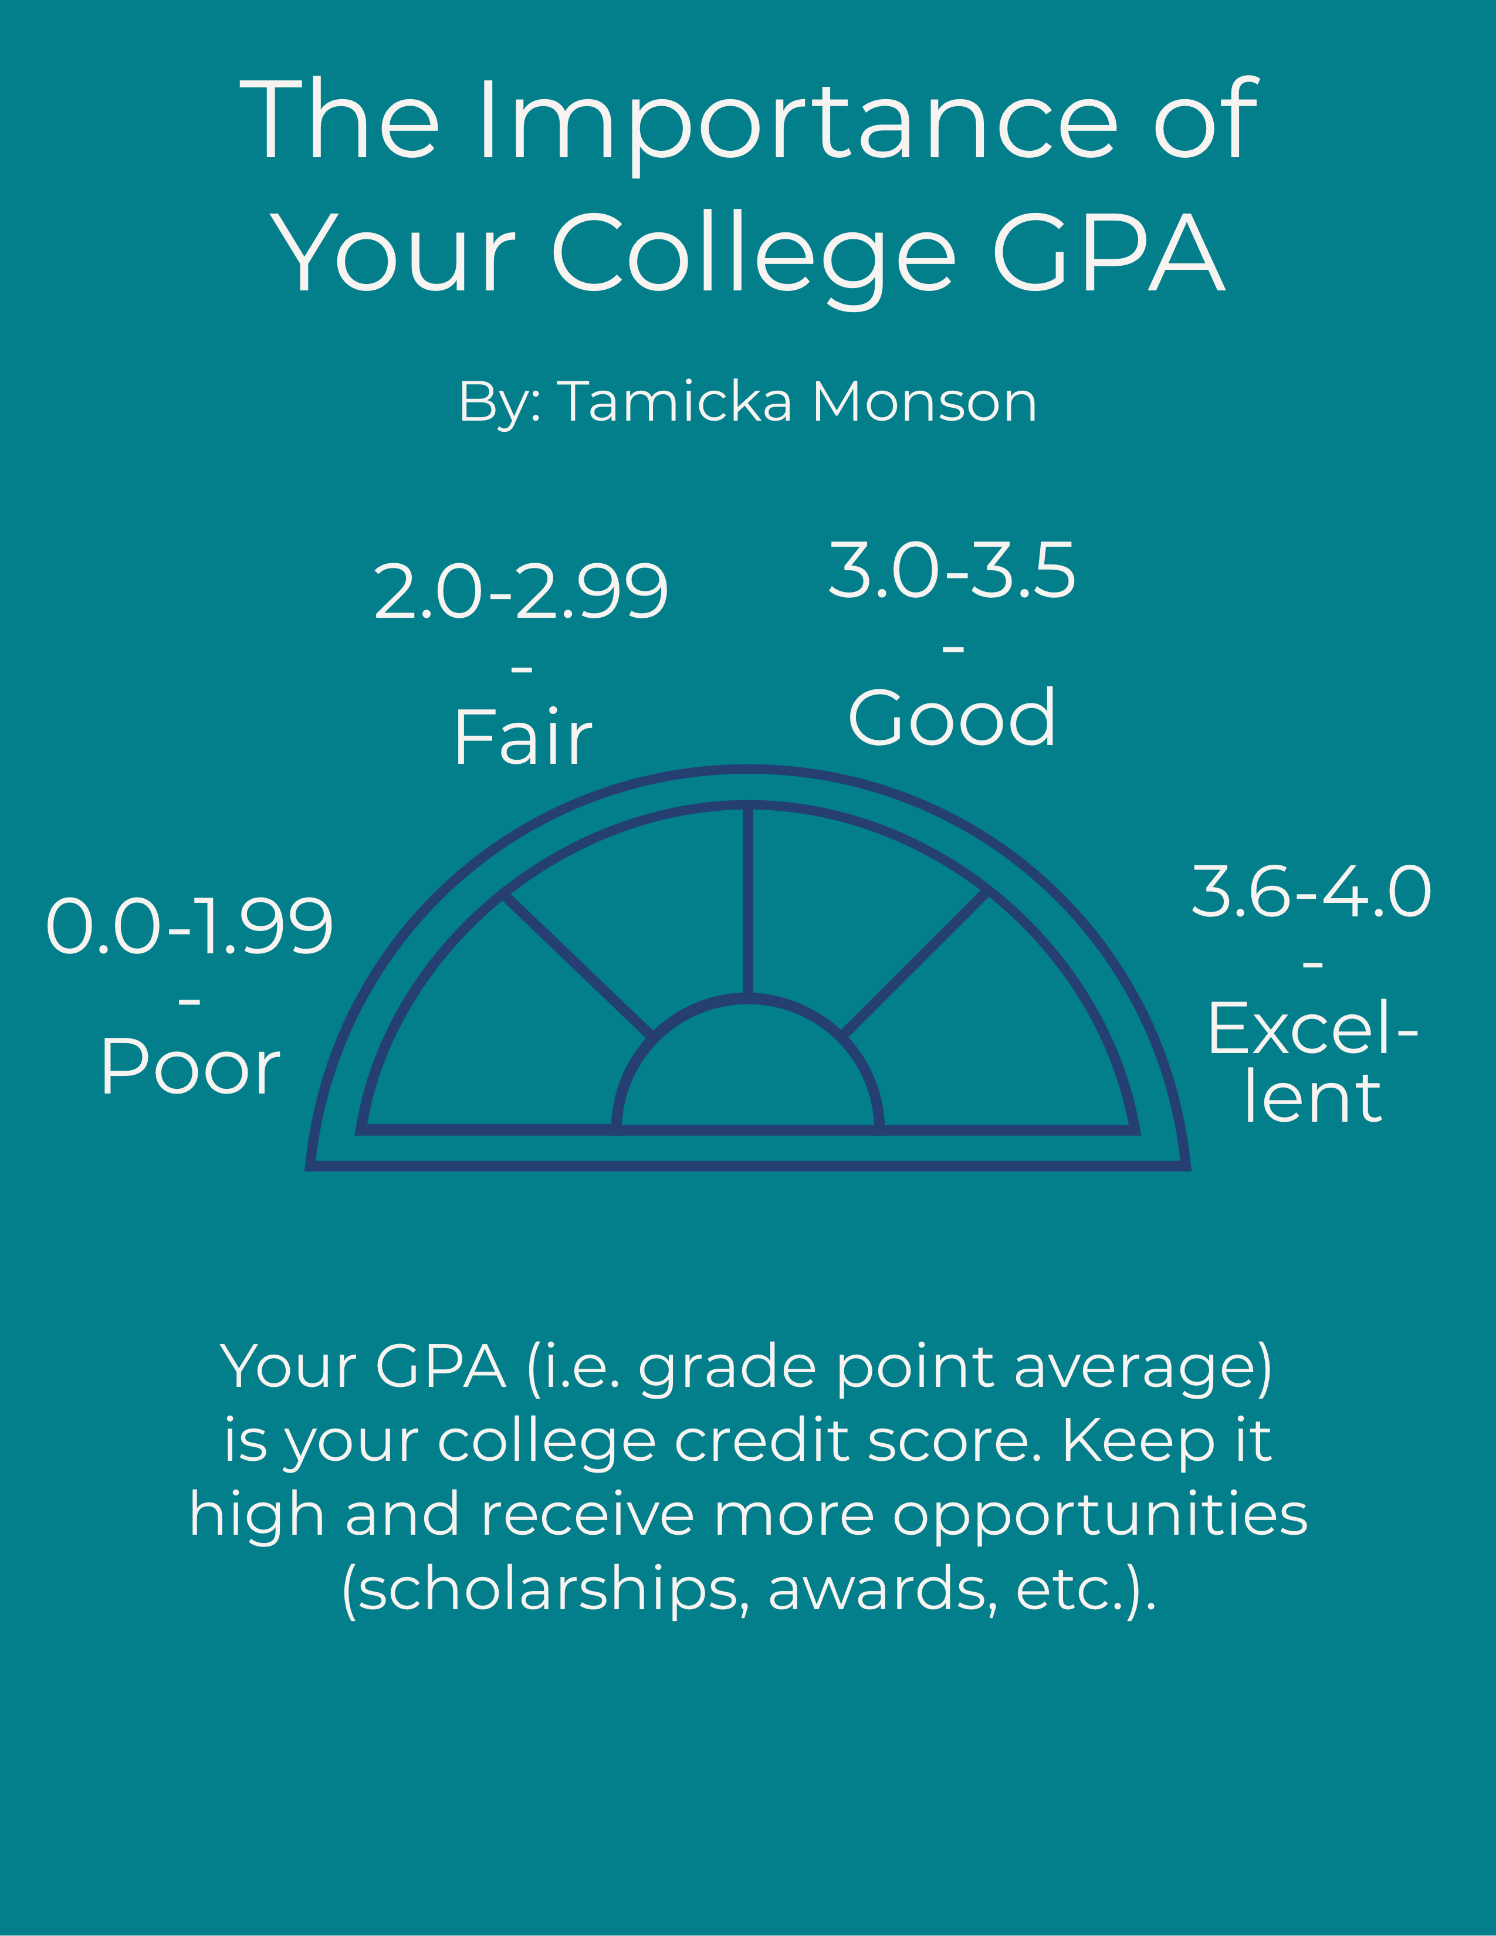 The Importance of
Your College GPA
By: Tamicka Monson
2.0-2.99
-
Fair
3.0-3.5
-
Good
0.0-1.99
-
Poor
3.6-4.0
-
Excel-
lent
Your GPA (i.e. grade point average)
is your college credit score. Keep it
high and receive more opportunities
(scholarships, awards, etc.).